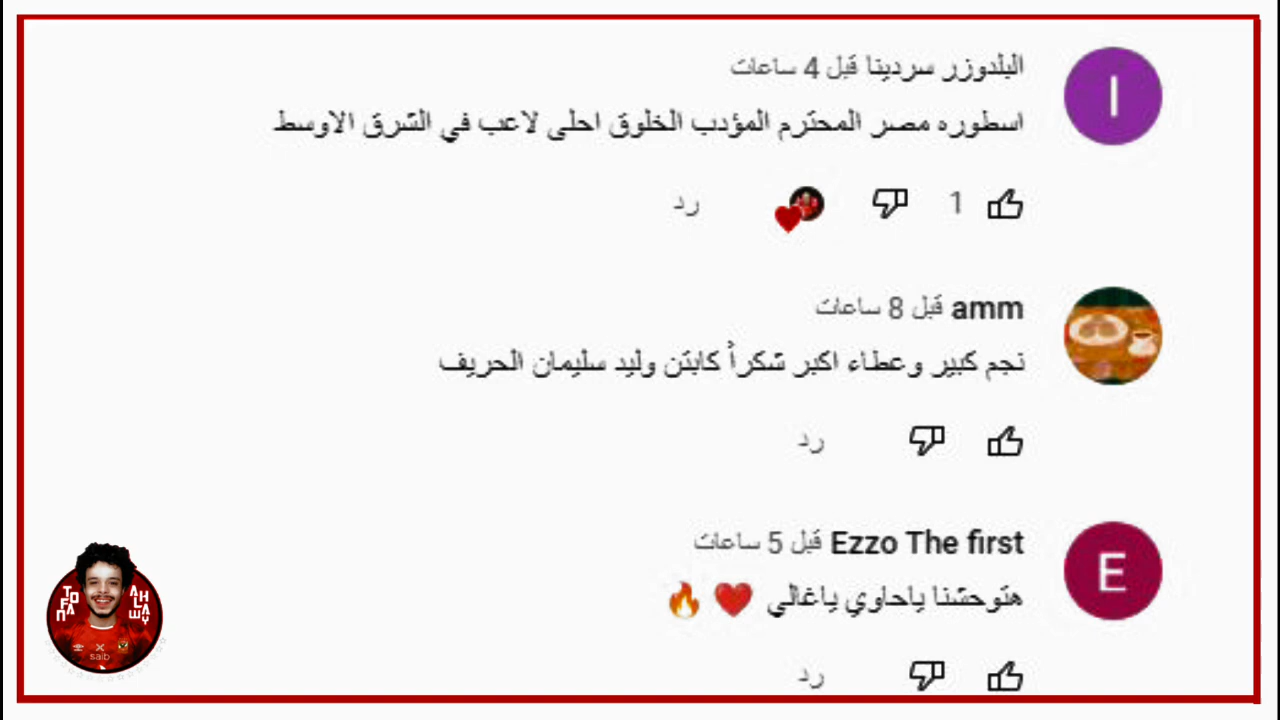 البلدوزر سردينا قبل 4 ساعات
I
اسطوره مصر المحترم المؤدب الخلوق احلى لاعب في الشرق الاوسط
1
رد
amm قبل 8 ساعات
نجم كبير وعطاء اكبر شكراً كابتن وليد سليمان الحريف
رد
Ezzo The first قبل 5 ساعات
E
هتوحشنا ياحاوي ياغالي ❤️ 🔥
رد
saib